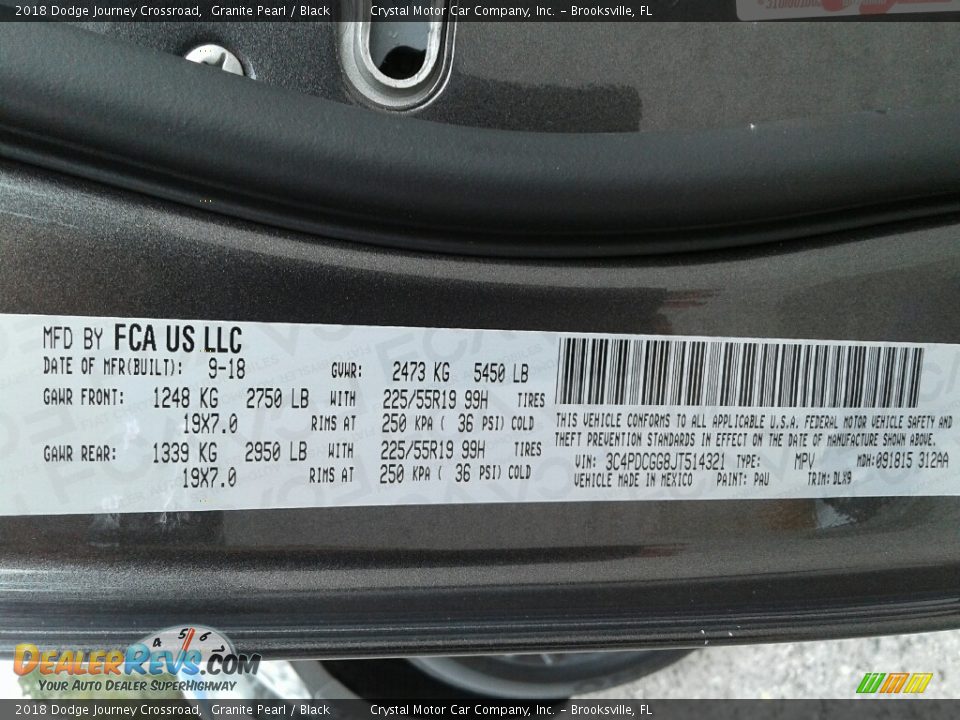 2018 Dodge Journey Crossroad, Granite Pearl / Black Crystal Motor Car Company, Inc. – Brooksville, FL
MFD BY FCA US LLC
DATE OF MFR(BUILT): 9-18 GVWR: 2473 KG 5450 LB
GAWR FRONT: 1248 KG 2750 LB WITH 225/55R19 99H TIRES
19X7.0 RIMS AT 250 KPA ( 36 PSI) COLD
GAWR REAR: 1339 KG 2950 LB WITH 225/55R19 99H TIRES
19X7.0 RIMS AT 250 KPA ( 36 PSI) COLD
THIS VEHICLE CONFORMS TO ALL APPLICABLE U.S.A. FEDERAL MOTOR VEHICLE SAFETY AND
THEFT PREVENTION STANDARDS IN EFFECT ON THE DATE OF MANUFACTURE SHOWN ABOVE.
VIN: 3C4PDCGG8JT514321 TYPE: MPV MDH:091815 312AA
VEHICLE MADE IN MEXICO PAINT: PAU TRIM:DLX9
4 5 6
DEALERREVS.COM
YOUR AUTO DEALER SUPERHIGHWAY
2018 Dodge Journey Crossroad, Granite Pearl / Black Crystal Motor Car Company, Inc. – Brooksville, FL